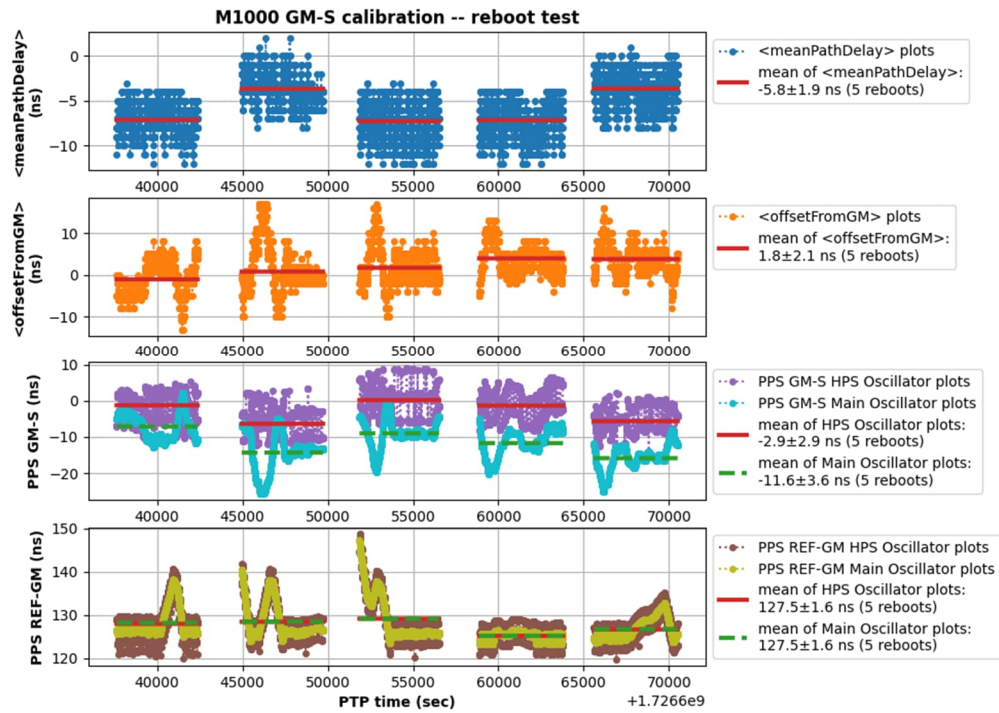 M1000 GM-S calibration -- reboot test
<meanPathDelay>
(ns)
0
−5
−10
40000 45000 50000 55000 60000 65000 70000
<meanPathDelay> plots
mean of <meanPathDelay>:
-5.8±1.9 ns (5 reboots)
<offsetFromGM>
(ns)
10
0
−10
40000 45000 50000 55000 60000 65000 70000
<offsetFromGM> plots
mean of <offsetFromGM>:
1.8±2.1 ns (5 reboots)
PPS GM-S (ns)
10
0
−10
−20
40000 45000 50000 55000 60000 65000 70000
PPS GM-S HPS Oscillator plots
PPS GM-S Main Oscillator plots
mean of HPS Oscillator plots:
-2.9±2.9 ns (5 reboots)
mean of Main Oscillator plots:
-11.6±3.6 ns (5 reboots)
PPS REF-GM (ns)
150
140
130
120
40000 45000 50000 55000 60000 65000 70000
PTP time (sec)
+1.7266e9
PPS REF-GM HPS Oscillator plots
PPS REF-GM Main Oscillator plots
mean of HPS Oscillator plots:
127.5±1.6 ns (5 reboots)
mean of Main Oscillator plots:
127.5±1.6 ns (5 reboots)